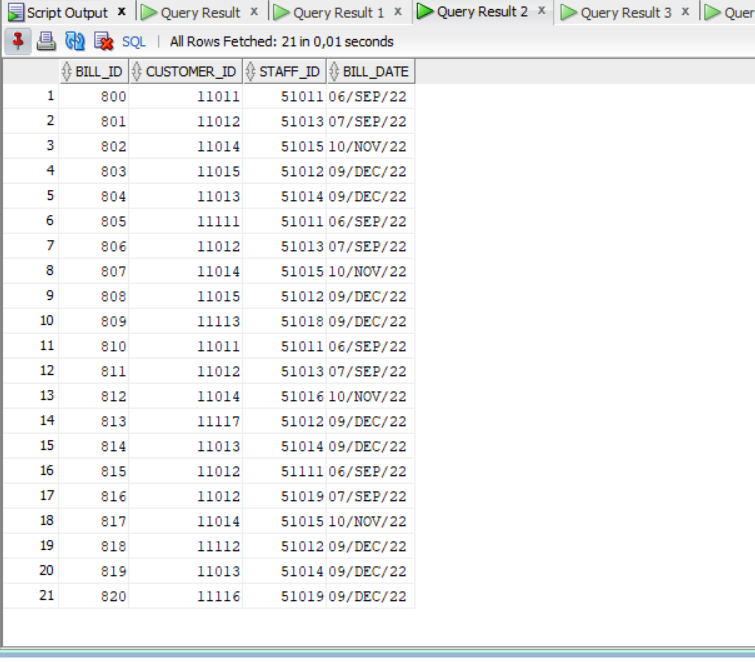 Script Output x Query Result x Query Result 1 x Query Result 2 x Query Result 3 x Quer
SQL | All Rows Fetched: 21 in 0,01 seconds
BILL_ID CUSTOMER_ID STAFF_ID BILL_DATE
1 800 11011 51011 06/SEP/22
2 801 11012 51013 07/SEP/22
3 802 11014 51015 10/NOV/22
4 803 11015 51012 09/DEC/22
5 804 11013 51014 09/DEC/22
6 805 11111 51011 06/SEP/22
7 806 11012 51013 07/SEP/22
8 807 11014 51015 10/NOV/22
9 808 11015 51012 09/DEC/22
10 809 11113 51018 09/DEC/22
11 810 11011 51011 06/SEP/22
12 811 11012 51013 07/SEP/22
13 812 11014 51016 10/NOV/22
14 813 11117 51012 09/DEC/22
15 814 11013 51014 09/DEC/22
16 815 11012 51111 06/SEP/22
17 816 11012 51019 07/SEP/22
18 817 11014 51015 10/NOV/22
19 818 11112 51012 09/DEC/22
20 819 11013 51014 09/DEC/22
21 820 11116 51019 09/DEC/22